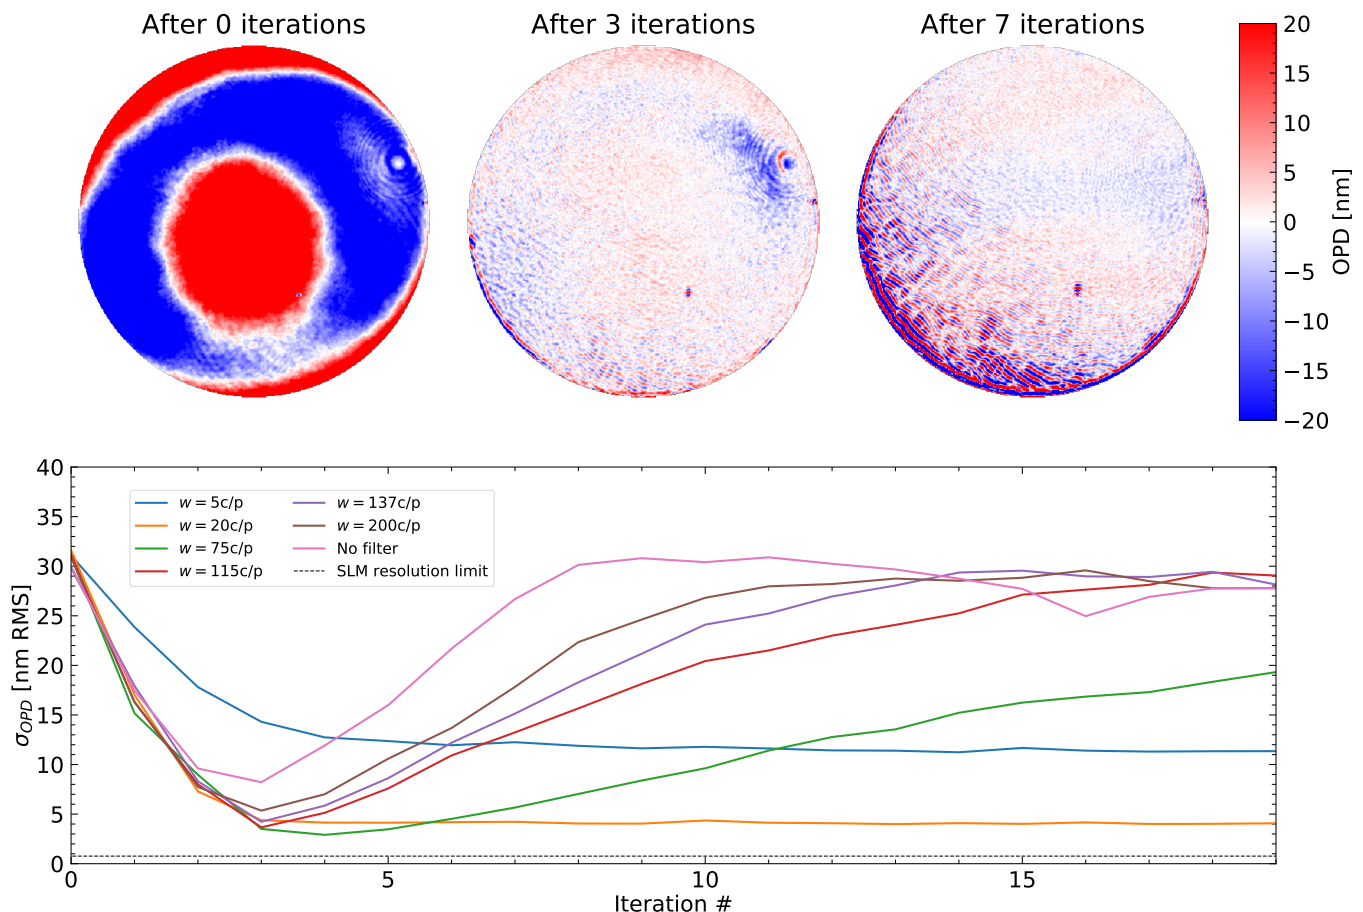 After 0 iterations
After 3 iterations
After 7 iterations
20
15
10
5
0
−5
−10
−15
−20
OPD [nm]
40
35
30
25
20
15
10
5
0
σ_OPD [nm RMS]
w = 5c/p
w = 20c/p
w = 75c/p
w = 115c/p
w = 137c/p
w = 200c/p
No filter
SLM resolution limit
0
5
10
15
Iteration #